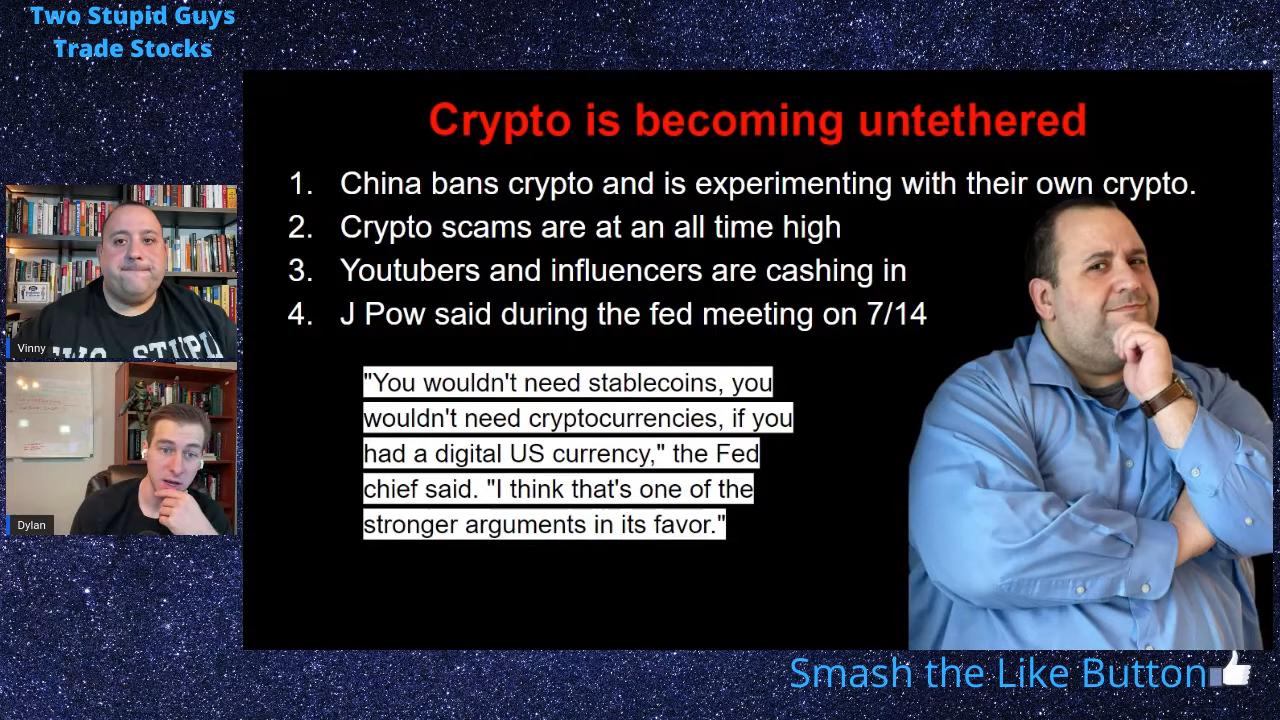 Two Stupid Guys
Trade Stocks
Crypto is becoming untethered
1. China bans crypto and is experimenting with their own crypto.
2. Crypto scams are at an all time high
3. Youtubers and influencers are cashing in
4. J Pow said during the fed meeting on 7/14
"You wouldn't need stablecoins, you
wouldn't need cryptocurrencies, if you
had a digital US currency," the Fed
chief said. "I think that's one of the
stronger arguments in its favor."
TWO STUPI
Vinny
Dylan
Smash the Like Button